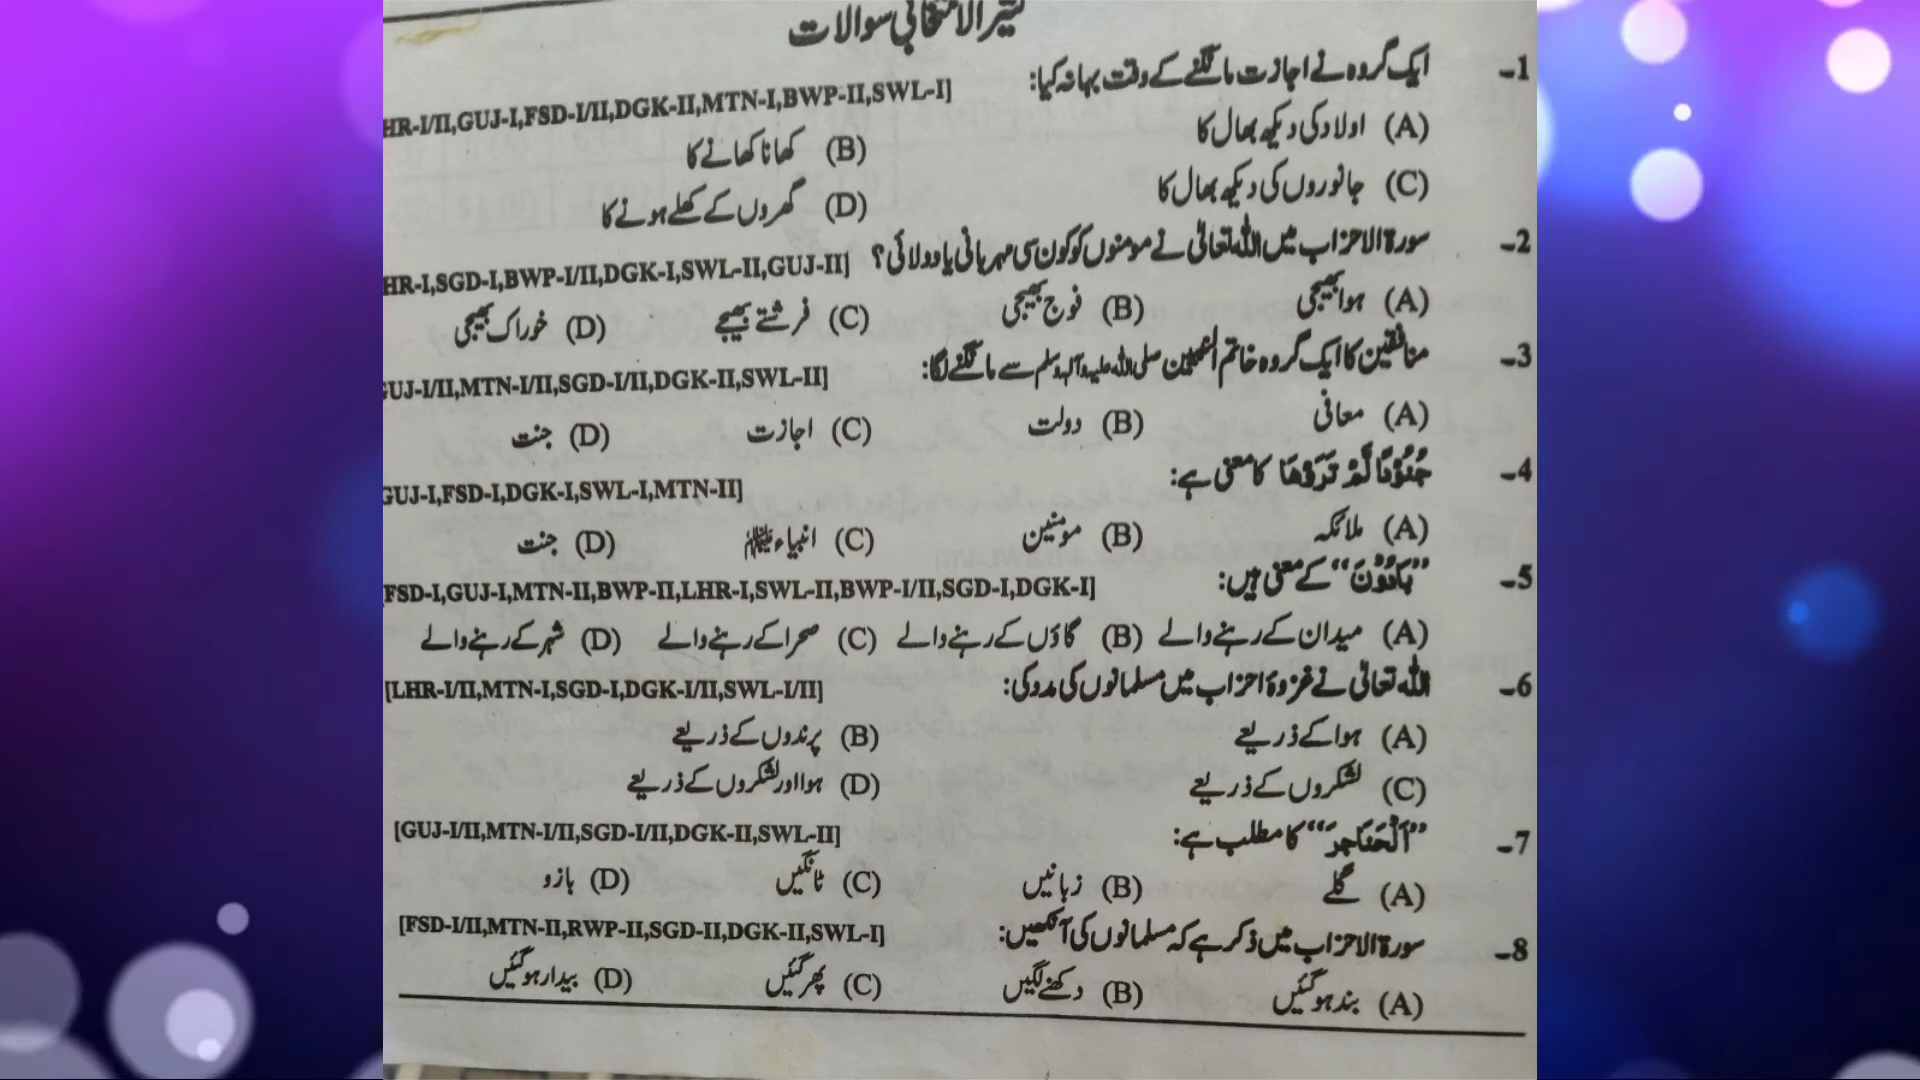 کثیر الانتخابی سوالات
1۔ ایک گروہ نے اجازت مانگنے کے وقت بہانہ کیا:
HR-I/II,GUJ-I,FSD-I/II,DGK-II,MTN-I,BWP-II,SWL-I]
(A) اولاد کی دیکھ بھال کا (B) کھانا کھانے کا
(C) جانوروں کی دیکھ بھال کا (D) گھروں کے کھلے ہونے کا
2۔ سورۃ الاحزاب میں اللہ تعالیٰ نے مومنوں کو کون سی مہربانی یاد دلائی؟ HR-I,SGD-I,BWP-I/II,DGK-I,SWL-II,GUJ-II]
(A) ہوا بھیجی (B) فوج بھیجی (C) فرشتے بھیجے (D) خوراک بھیجی
3۔ منافقین کا ایک گروہ خاتم النبیین صلی اللہ علیہ وآلہ وسلم سے مانگنے لگا: GUJ-I/II,MTN-I/II,SGD-I/II,DGK-II,SWL-II]
(A) معافی (B) دولت (C) اجازت (D) جنت
4۔ جُنُوْدًا لَّمْ تَرَوْهَا کا معنی ہے: GUJ-I,FSD-I,DGK-I,SWL-I,MTN-II]
(A) ملائکہ (B) مومنین (C) انبیاء (D) جنت
5۔ ”بَادُوْنَ“ کے معنی ہیں: [FSD-I,GUJ-I,MTN-II,BWP-II,LHR-I,SWL-II,BWP-I/II,SGD-I,DGK-I]
(A) میدان کے رہنے والے (B) گاؤں کے رہنے والے (C) صحرا کے رہنے والے (D) شہر کے رہنے والے
6۔ اللہ تعالیٰ نے غزوۂ احزاب میں مسلمانوں کی مدد کی: [LHR-I/II,MTN-I,SGD-I,DGK-I/II,SWL-I/II]
(A) ہوا کے ذریعے (B) پرندوں کے ذریعے
(C) لشکروں کے ذریعے (D) ہوا اور لشکروں کے ذریعے
7۔ ”اَلْحَنَاجِرَ“ کا مطلب ہے: [GUJ-I/II,MTN-I/II,SGD-I/II,DGK-II,SWL-II]
(A) گلے (B) زبانیں (C) ٹانگیں (D) بازو
8۔ سورۃ الاحزاب میں ذکر ہے کہ مسلمانوں کی آنکھیں: [FSD-I/II,MTN-II,RWP-II,SGD-II,DGK-II,SWL-I]
(A) بند ہو گئیں (B) دکھنے لگیں (C) پھر گئیں (D) بیدار ہو گئیں